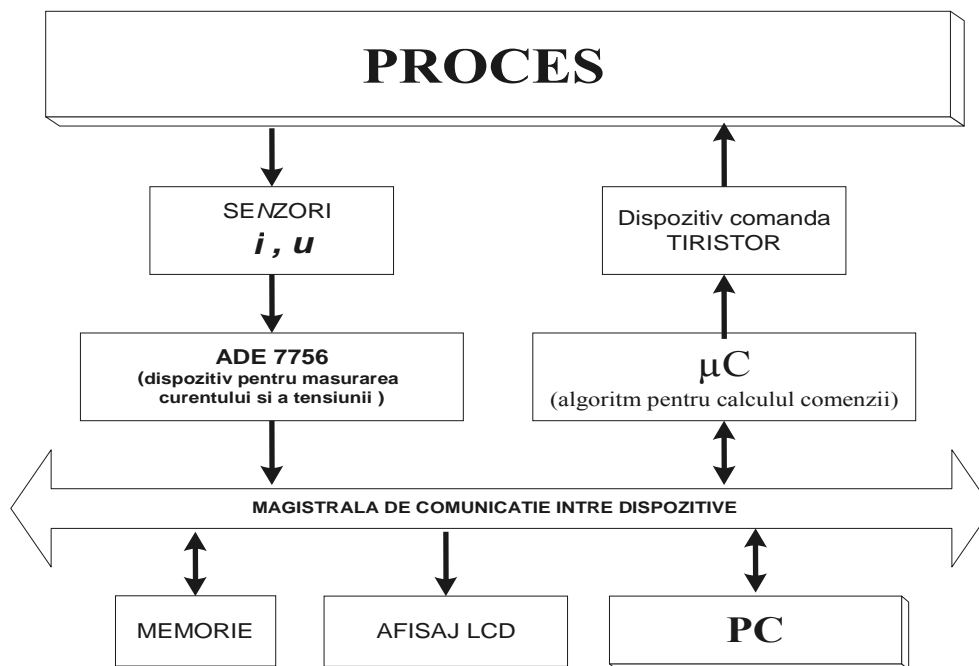 PROCES
SENZORI
i , u
Dispozitiv comanda
TIRISTOR
ADE 7756
(dispozitiv pentru masurarea
curentului si a tensiunii )
µC
(algoritm pentru calculul comenzii)
MAGISTRALA DE COMUNICATIE INTRE DISPOZITIVE
MEMORIE
AFISAJ LCD
PC